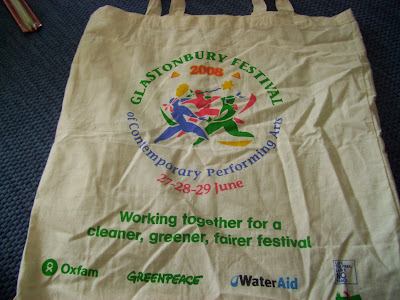 GLASTONBURY FESTIVAL
2008
of Contemporary Performing Arts
27-28-29 June
Working together for a
cleaner, greener, fairer festival
Oxfam GREENPEACE WaterAid